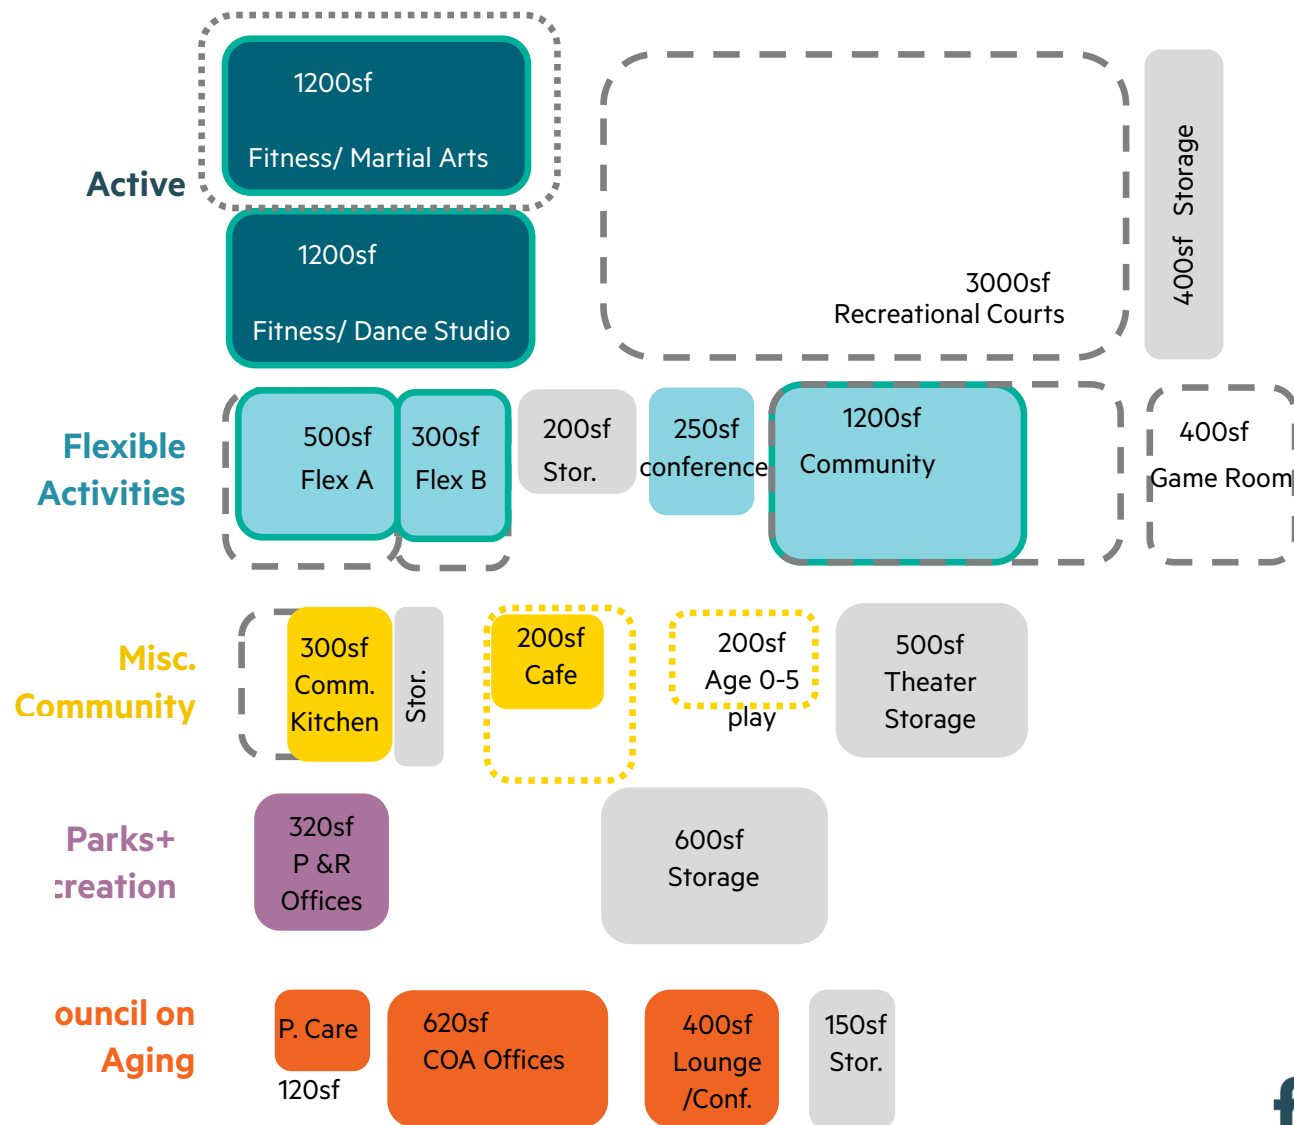 Active
1200sf
Fitness/ Martial Arts
1200sf
Fitness/ Dance Studio
3000sf
Recreational Courts
400sf Storage
Flexible
Activities
500sf
Flex A
300sf
Flex B
200sf
Stor.
250sf
conference
1200sf
Community
400sf
Game Room
Misc.
Community
300sf
Comm.
Kitchen
Stor.
200sf
Cafe
200sf
Age 0-5
play
500sf
Theater
Storage
Parks+
creation
320sf
P &R
Offices
600sf
Storage
ouncil on
Aging
P. Care
120sf
620sf
COA Offices
400sf
Lounge
/Conf.
150sf
Stor.
f